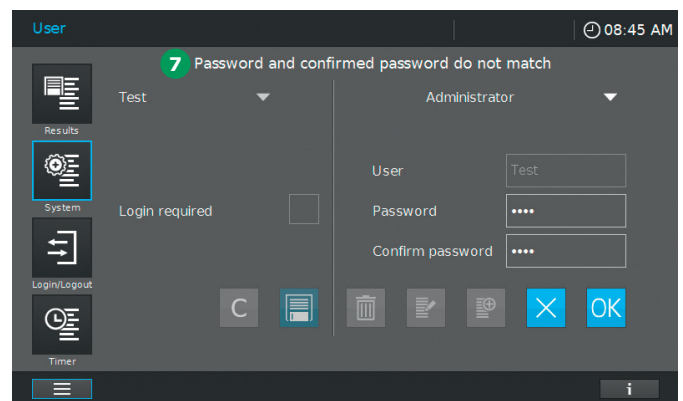 User
08:45 AM
7 Password and confirmed password do not match
Test
Administrator
Results
User
Test
System
Login required
Password
••••
Confirm password
••••
Login/Logout
C
OK
Timer
i